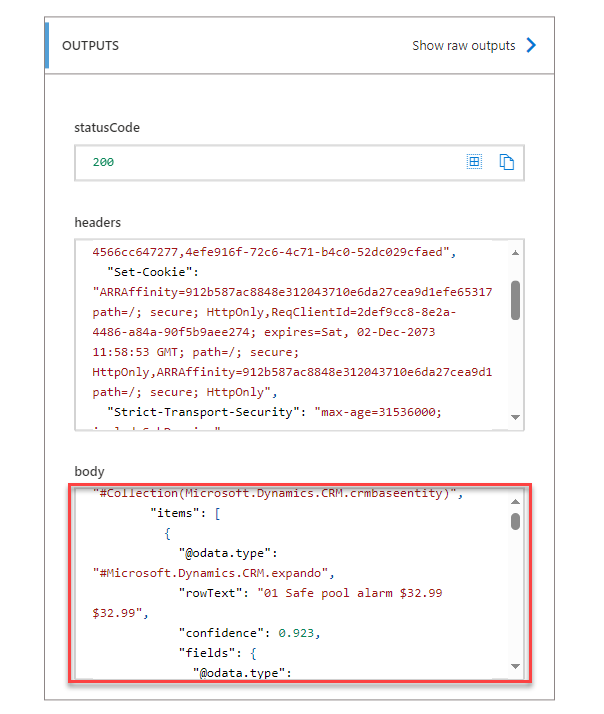 OUTPUTS
Show raw outputs
statusCode
200
headers
4566cc647277,4efe916f-72c6-4c71-b4c0-52dc029cfaed",
"Set-Cookie":
"ARRAffinity=912b587ac8848e312043710e6da27cea9d1efe65317
path=/; secure; HttpOnly,ReqClientId=2def9cc8-8e2a-
4486-a84a-90f5b9aee274; expires=Sat, 02-Dec-2073
11:58:53 GMT; path=/; secure;
HttpOnly,ARRAffinity=912b587ac8848e312043710e6da27cea9d1
path=/; secure; HttpOnly",
"Strict-Transport-Security": "max-age=31536000;
body
"#Collection(Microsoft.Dynamics.CRM.crmbaseentity)",
"items": [
{
"@odata.type":
"#Microsoft.Dynamics.CRM.expando",
"rowText": "01 Safe pool alarm $32.99
$32.99",
"confidence": 0.923,
"fields": {
"@odata.type":